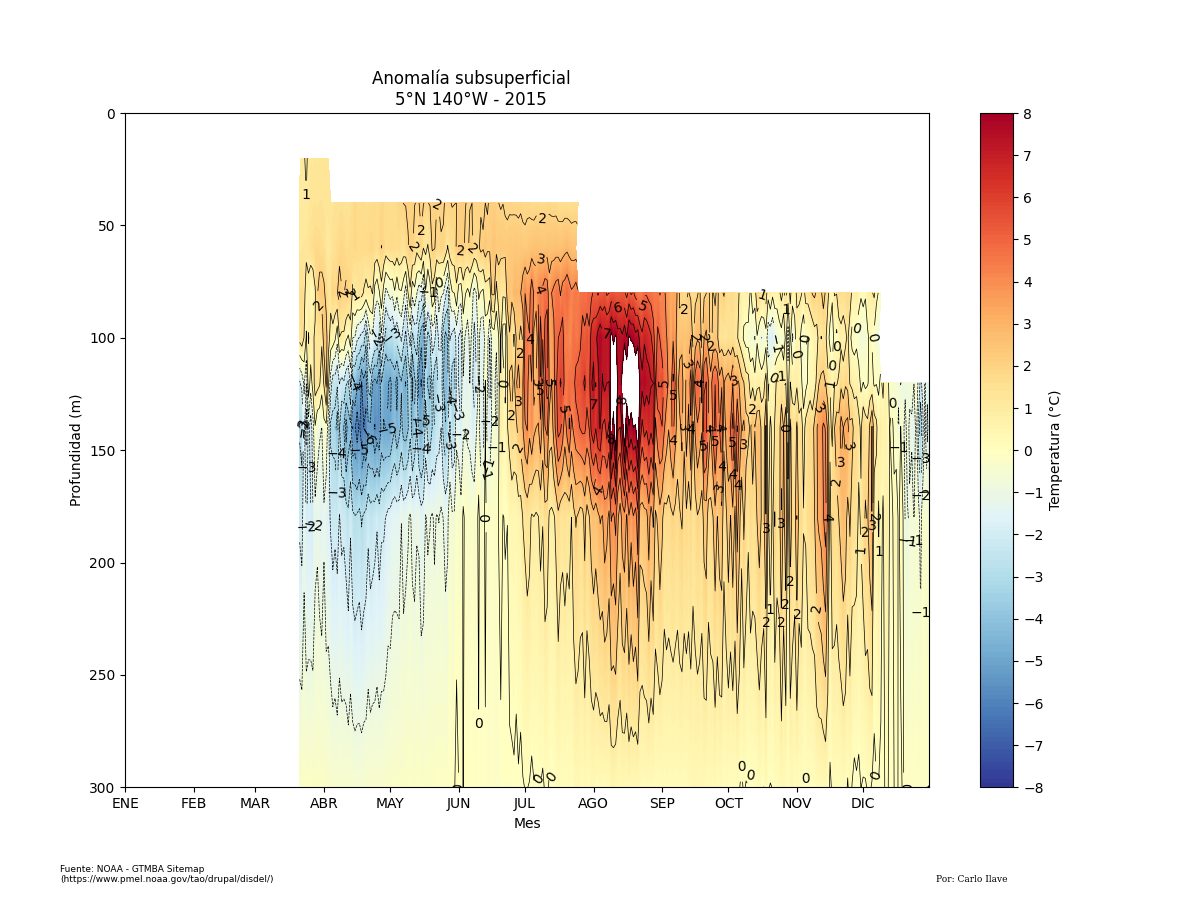 Anomalía subsuperficial
5°N 140°W - 2015
0
50
100
150
200
250
300
Profundidad (m)
ENE FEB MAR ABR MAY JUN JUL AGO SEP OCT NOV DIC
Mes
8
7
6
5
4
3
2
1
0
−1
−2
−3
−4
−5
−6
−7
−8
Temperatura (°C)
Fuente: NOAA - GTMBA Sitemap
(https://www.pmel.noaa.gov/tao/drupal/disdel/)
Por: Carlo Ilave